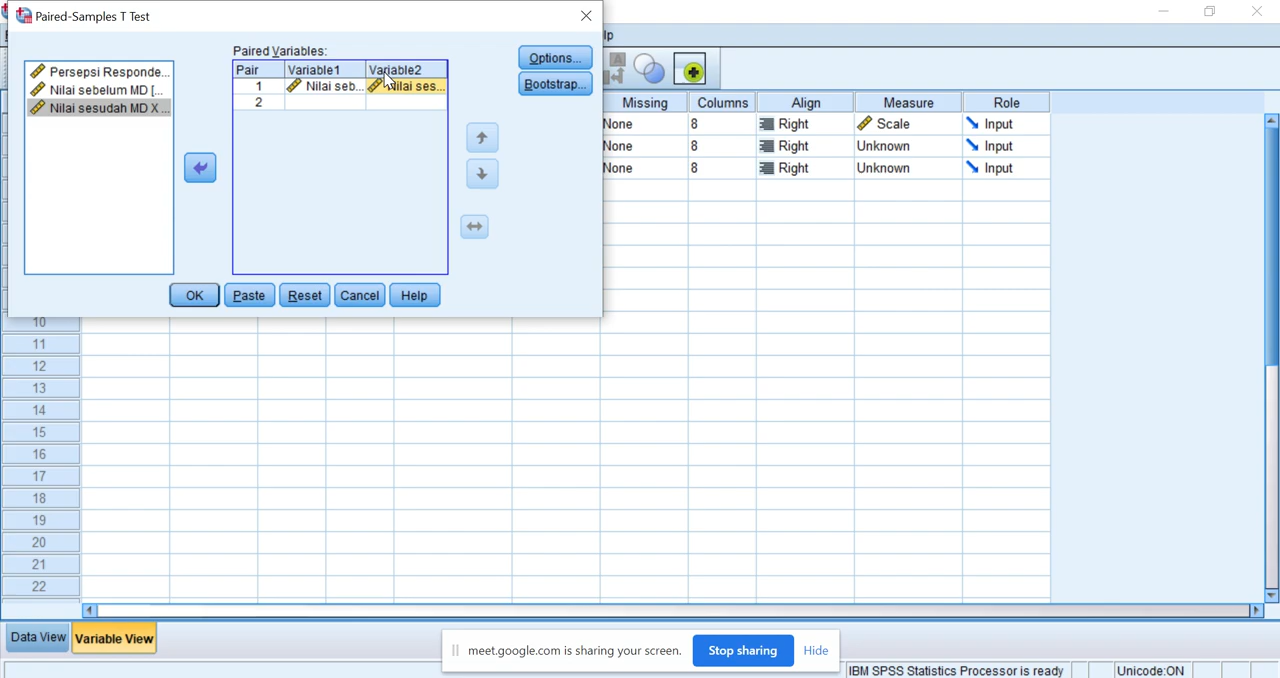 Paired-Samples T Test
lp
Paired Variables:
Persepsi Responde...
Nilai sebelum MD [...
Nilai sesudah MD X ...
Pair Variable1 Variable2
1 Nilai seb... Nilai ses...
2
Options...
Bootstrap...
OK Paste Reset Cancel Help
Missing Columns Align Measure Role
None 8 Right Scale Input
None 8 Right Unknown Input
None 8 Right Unknown Input
10
11
12
13
14
15
16
17
18
19
20
21
22
Data View Variable View
meet.google.com is sharing your screen. Stop sharing Hide
IBM SPSS Statistics Processor is ready Unicode:ON